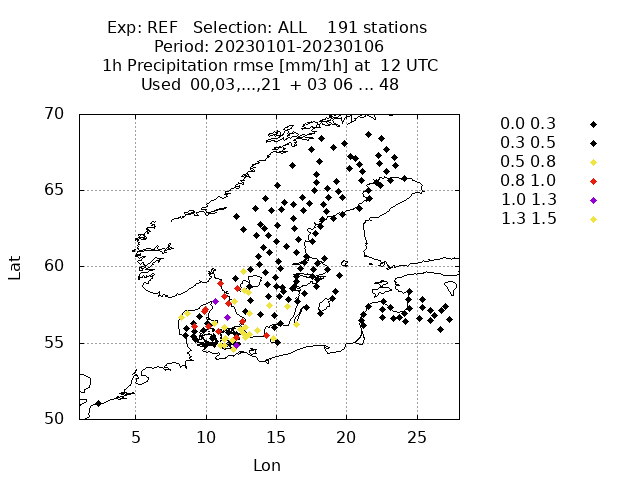 Exp: REF Selection: ALL 191 stations
Period: 20230101-20230106
1h Precipitation rmse [mm/1h] at 12 UTC
Used 00,03,...,21 + 03 06 ... 48
70
65
60
55
50
Lat
5 10 15 20 25
Lon
0.0 0.3
0.3 0.5
0.5 0.8
0.8 1.0
1.0 1.3
1.3 1.5